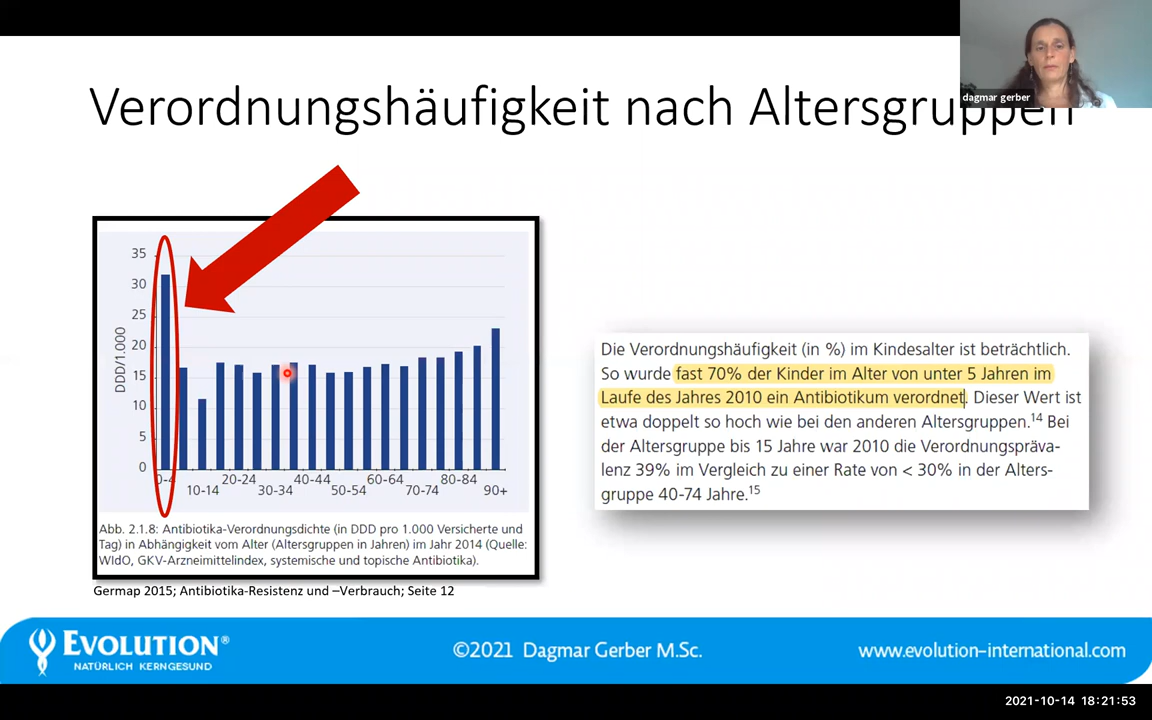 dagmar gerber
Verordnungshäufigkeit nach Altersgruppen
35
30
25
20
15
10
5
0
DDD/1.000
0-4
20-24
40-44
60-64
80-84
10-14
30-34
50-54
70-74
90+
Abb. 2.1.8: Antibiotika-Verordnungsdichte (in DDD pro 1.000 Versicherte und
Tag) in Abhängigkeit vom Alter (Altersgruppen in Jahren) im Jahr 2014 (Quelle:
WIdO, GKV-Arzneimittelindex, systemische und topische Antibiotika).
Germap 2015; Antibiotika-Resistenz und –Verbrauch; Seite 12
Die Verordnungshäufigkeit (in %) im Kindesalter ist beträchtlich.
So wurde fast 70% der Kinder im Alter von unter 5 Jahren im
Laufe des Jahres 2010 ein Antibiotikum verordnet. Dieser Wert ist
etwa doppelt so hoch wie bei den anderen Altersgruppen.14 Bei
der Altersgruppe bis 15 Jahre war 2010 die Verordnungspräva-
lenz 39% im Vergleich zu einer Rate von < 30% in der Alters-
gruppe 40-74 Jahre.15
EVOLUTION®
NATÜRLICH KERNGESUND
©2021 Dagmar Gerber M.Sc.
www.evolution-international.com
2021-10-14 18:21:53